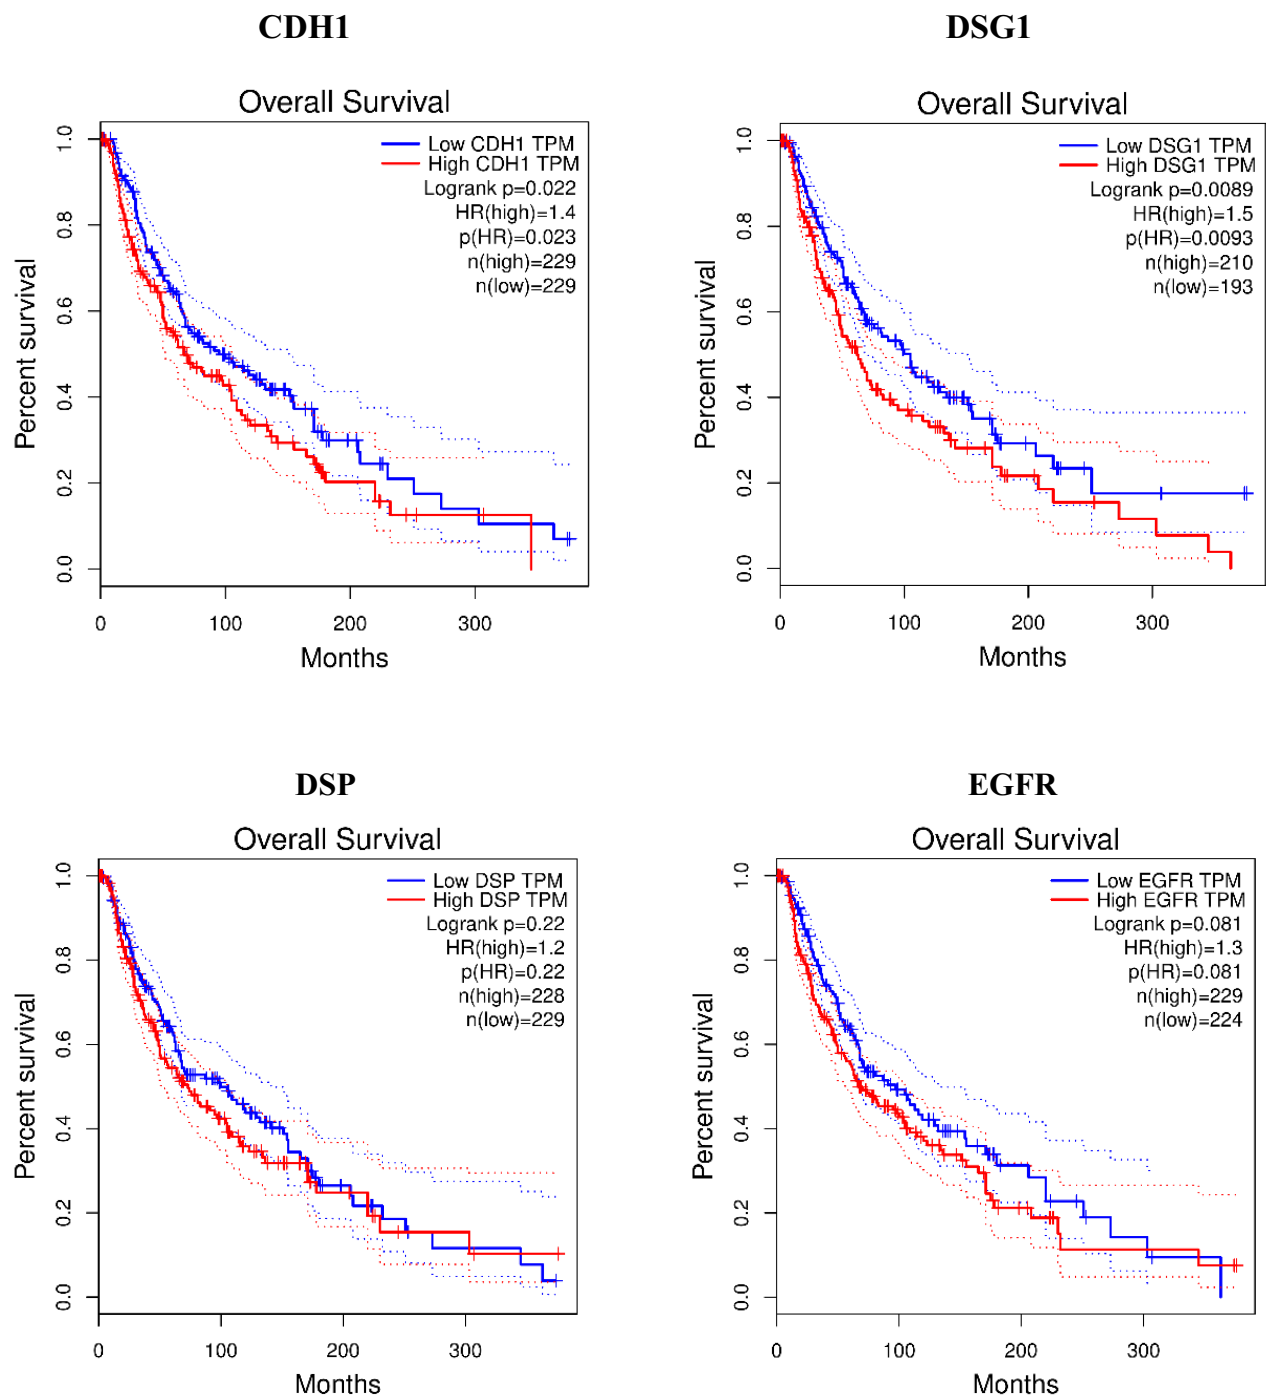 CDH1
Overall Survival
Low CDH1 TPM
High CDH1 TPM
Logrank p=0.022
HR(high)=1.4
p(HR)=0.023
n(high)=229
n(low)=229
Percent survival
0.0 0.2 0.4 0.6 0.8 1.0
0 100 200 300
Months
DSG1
Overall Survival
Low DSG1 TPM
High DSG1 TPM
Logrank p=0.0089
HR(high)=1.5
p(HR)=0.0093
n(high)=210
n(low)=193
Percent survival
0.0 0.2 0.4 0.6 0.8 1.0
0 100 200 300
Months
DSP
Overall Survival
Low DSP TPM
High DSP TPM
Logrank p=0.22
HR(high)=1.2
p(HR)=0.22
n(high)=228
n(low)=229
Percent survival
0.0 0.2 0.4 0.6 0.8 1.0
0 100 200 300
Months
EGFR
Overall Survival
Low EGFR TPM
High EGFR TPM
Logrank p=0.081
HR(high)=1.3
p(HR)=0.081
n(high)=229
n(low)=224
Percent survival
0.0 0.2 0.4 0.6 0.8 1.0
0 100 200 300
Months